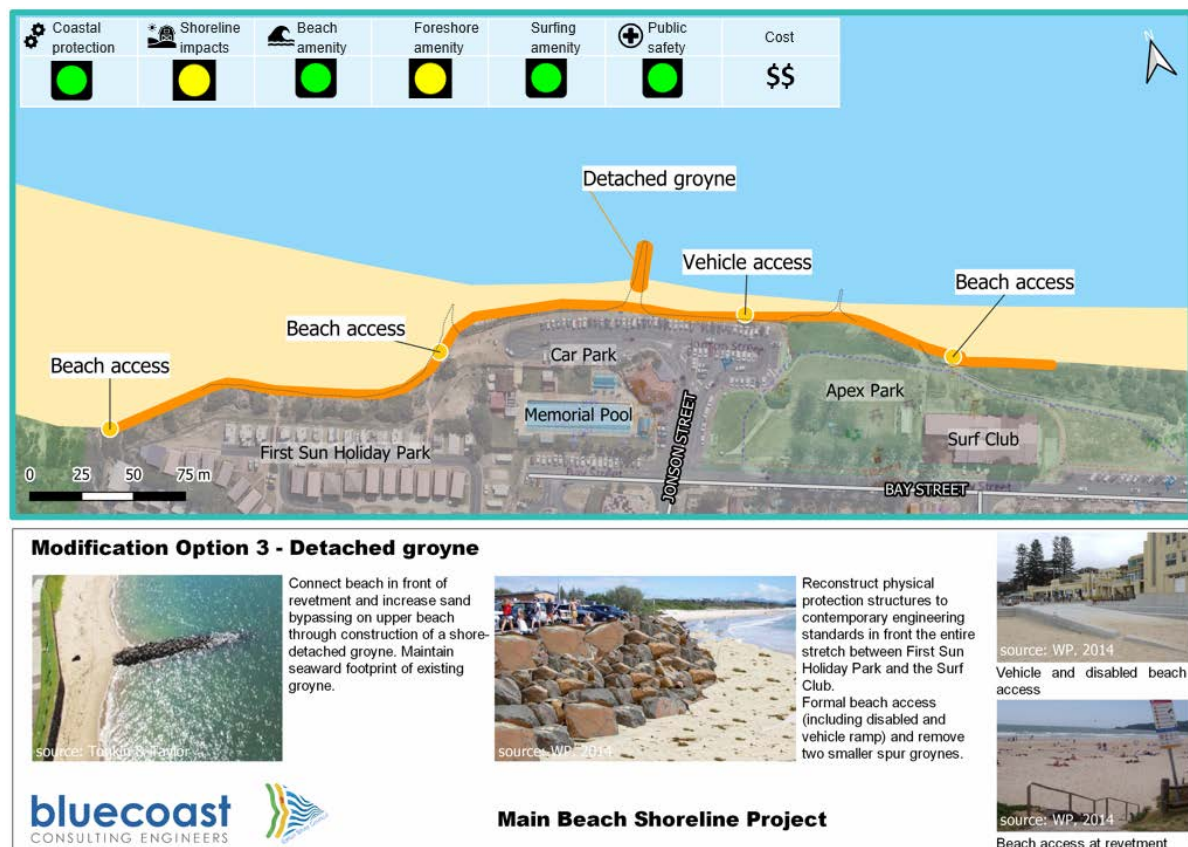 Coastal protection
Shoreline impacts
Beach amenity
Foreshore amenity
Surfing amenity
Public safety
Cost
$$
N
Detached groyne
Vehicle access
Beach access
Beach access
Beach access
Car Park
Jonson Street
Apex Park
Memorial Pool
Surf Club
First Sun Holiday Park
JONSON STREET
BAY STREET
0 25 50 75 m
Modification Option 3 - Detached groyne
Connect beach in front of
revetment and increase sand
bypassing on upper beach
through construction of a shore-
detached groyne. Maintain
seaward footprint of existing
groyne.
source: Tonkin & Taylor
source: WP, 2014
Reconstruct physical
protection structures to
contemporary engineering
standards in front the entire
stretch between First Sun
Holiday Park and the Surf
Club.
Formal beach access
(including disabled and
vehicle ramp) and remove
two smaller spur groynes.
source: WP, 2014
Vehicle and disabled beach
access
source: WP, 2014
Beach access at revetment
bluecoast
CONSULTING ENGINEERS
Main Beach Shoreline Project